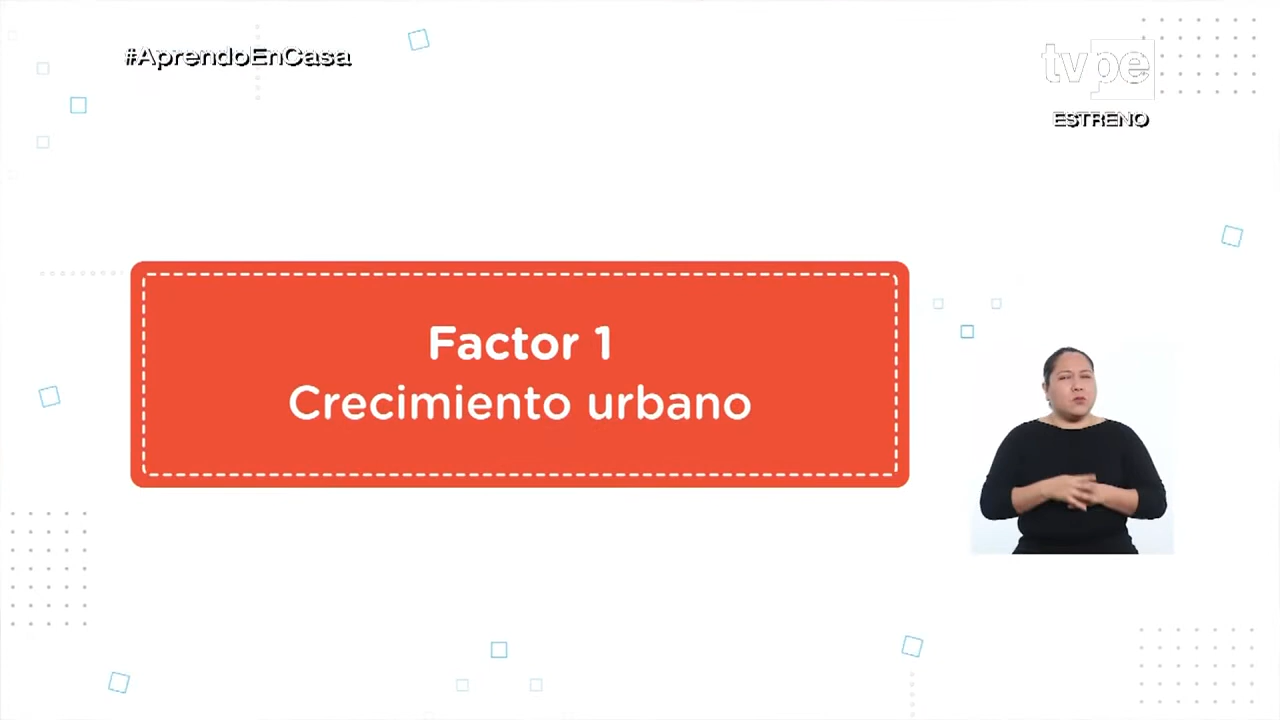 #AprendoEnCasa
tvpe
ESTRENO
Factor 1
Crecimiento urbano